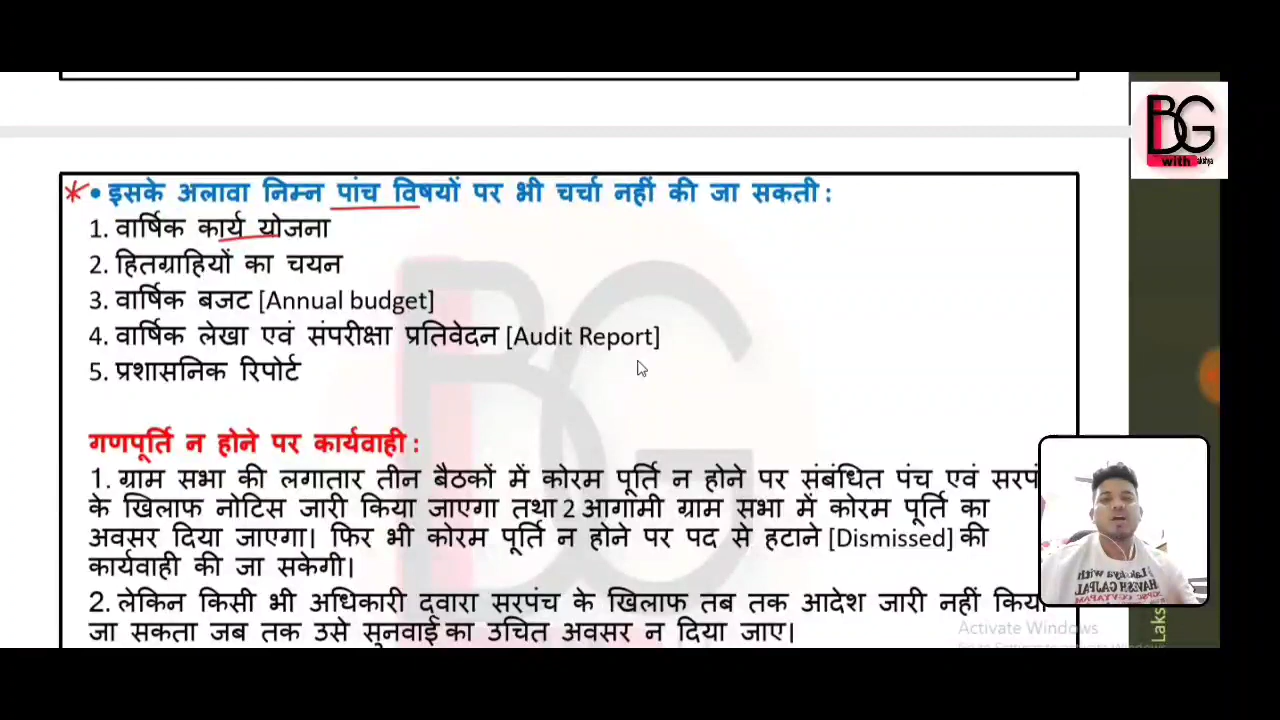 BG
with Lakshya
* • इसके अलावा निम्न पांच विषयों पर भी चर्चा नहीं की जा सकती :
1. वार्षिक कार्य योजना
2. हितग्राहियों का चयन
3. वार्षिक बजट [Annual budget]
4. वार्षिक लेखा एवं संपरीक्षा प्रतिवेदन [Audit Report]
5. प्रशासनिक रिपोर्ट
गणपूर्ति न होने पर कार्यवाही :
1. ग्राम सभा की लगातार तीन बैठकों में कोरम पूर्ति न होने पर संबंधित पंच एवं सरपं
के खिलाफ नोटिस जारी किया जाएगा तथा 2 आगामी ग्राम सभा में कोरम पूर्ति का
अवसर दिया जाएगा। फिर भी कोरम पूर्ति न होने पर पद से हटाने [Dismissed] की
कार्यवाही की जा सकेगी।
2. लेकिन किसी भी अधिकारी द्वारा सरपंच के खिलाफ तब तक आदेश जारी नहीं किया
जा सकता जब तक उसे सुनवाई का उचित अवसर न दिया जाए।
Activate Windows
Laks